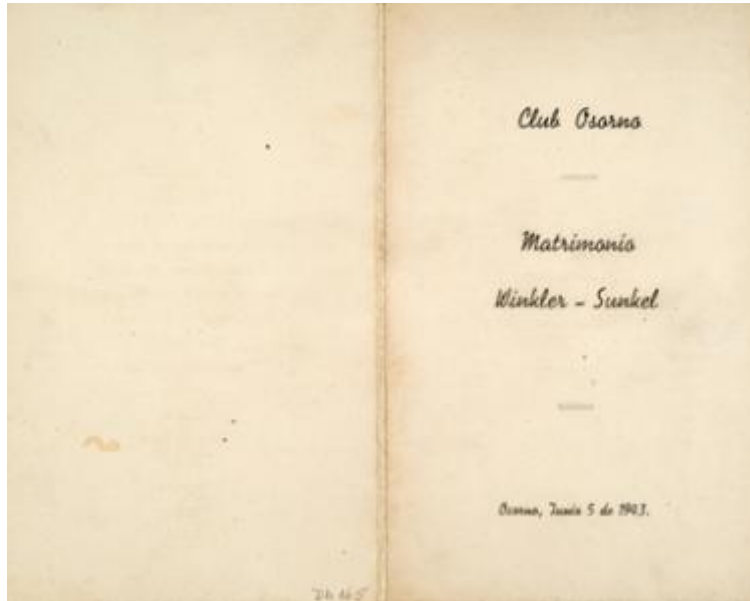 Club Osorno
Matrimonio
Winkler - Sunkel
Osorno, Junio 5 de 1943.